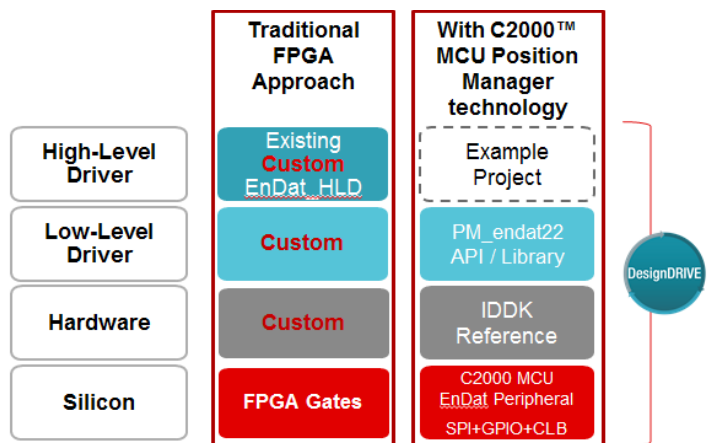 Traditional
FPGA
Approach
With C2000™
MCU Position
Manager
technology
High-Level
Driver
Existing
Custom
EnDat_HLD
Example
Project
Low-Level
Driver
Custom
PM_endat22
API / Library
DesignDRIVE
Hardware
Custom
IDDK
Reference
Silicon
FPGA Gates
C2000 MCU
EnDat Peripheral
SPI+GPIO+CLB